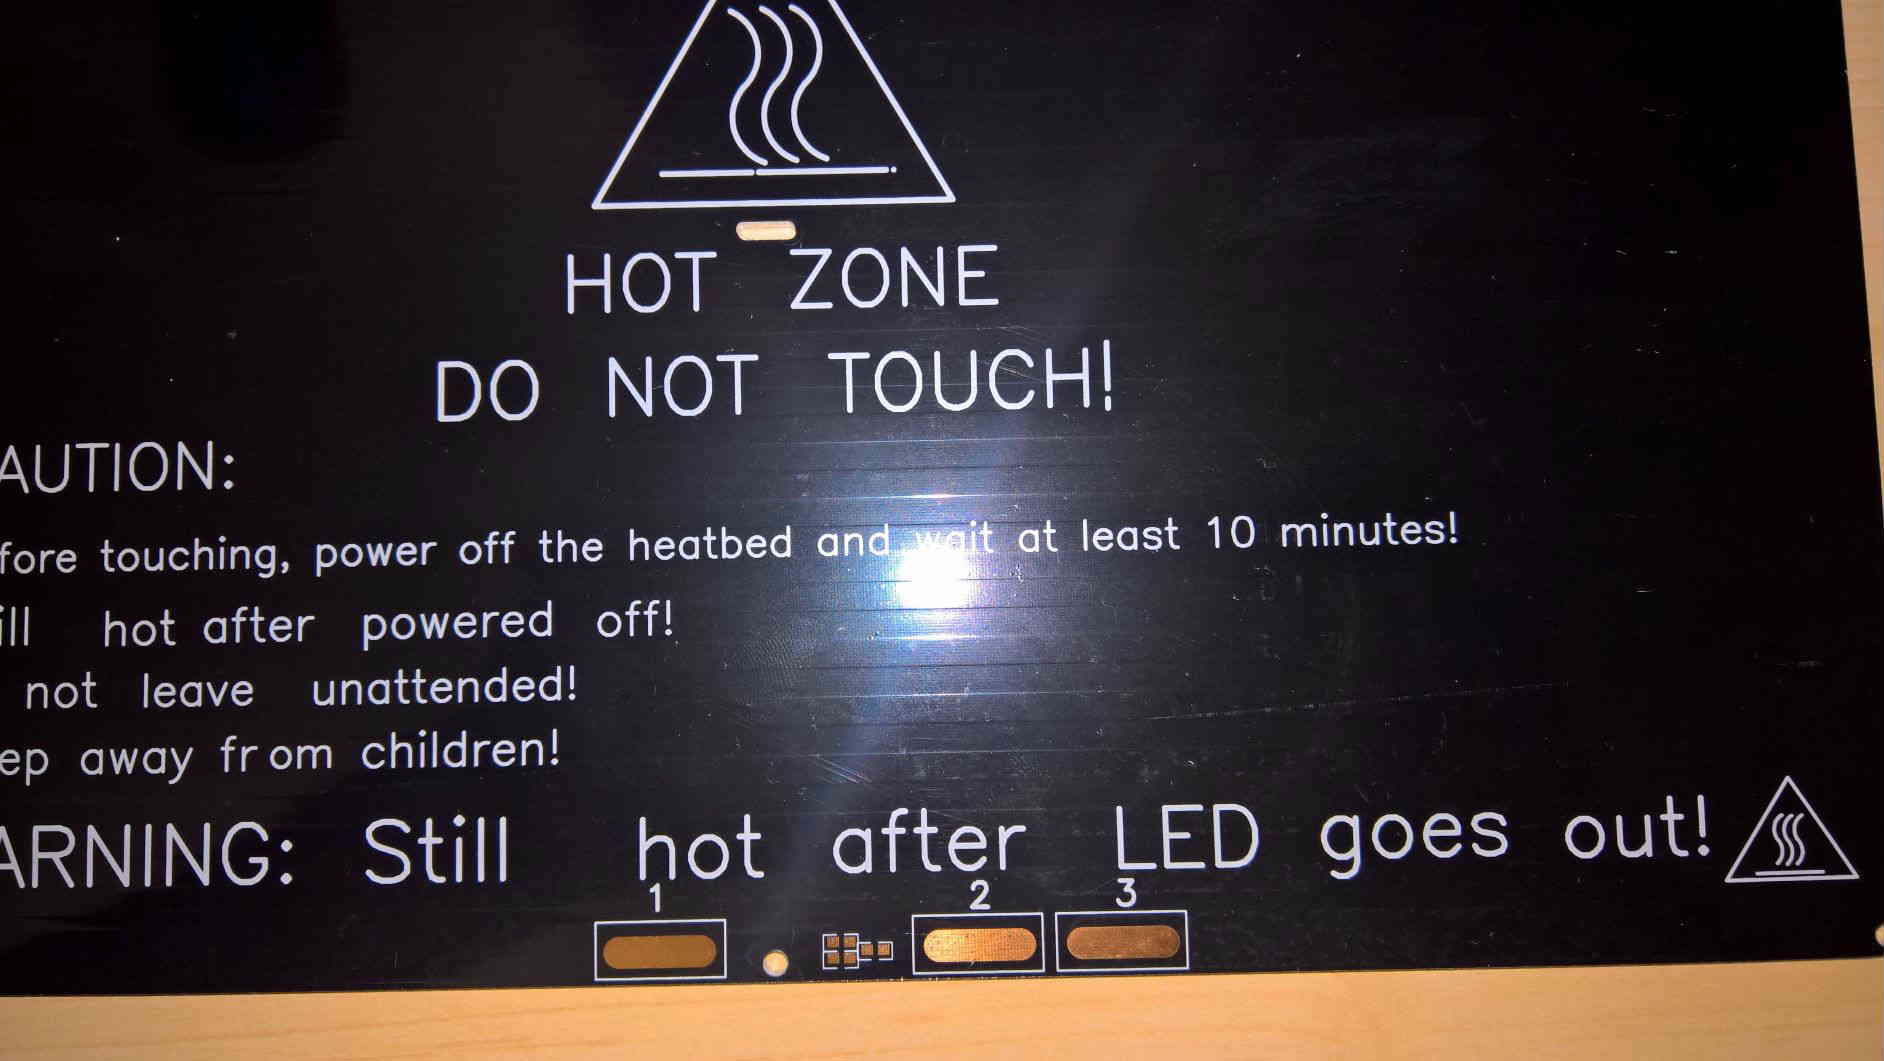 HOT ZONE
DO NOT TOUCH!
AUTION:
fore touching, power off the heatbed and wait at least 10 minutes!
ill hot after powered off!
not leave unattended!
ep away from children!
ARNING: Still hot after LED goes out!
1 2 3